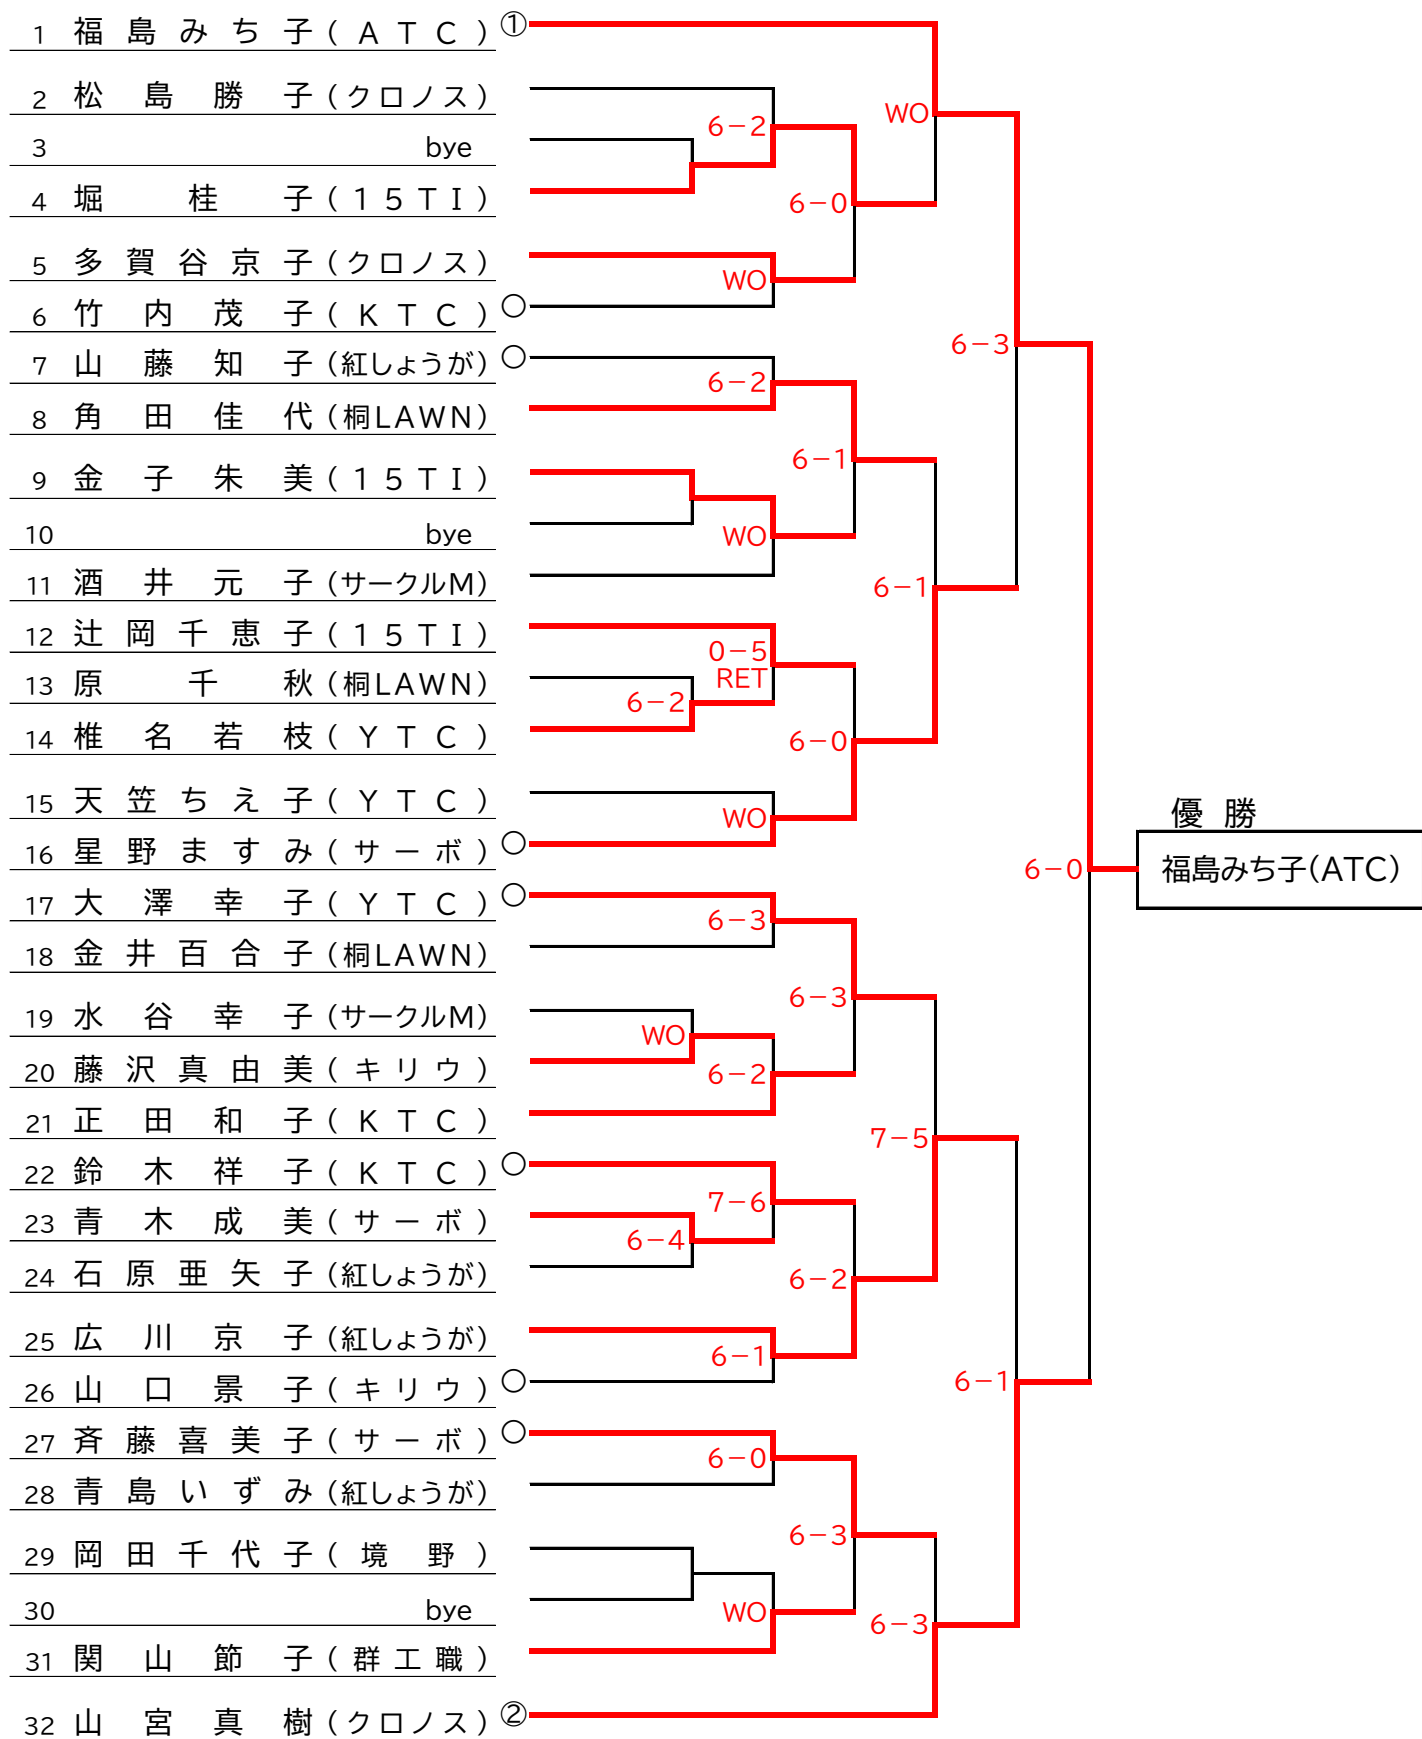 1 福島みち子(ATC) ①
2 松島勝子(クロノス)
WO
6-2
3 bye
4 堀桂子(15TI)
6-0
5 多賀谷京子(クロノス)
WO
6 竹内茂子(KTC) ○
6-3
7 山藤知子(紅しょうが) ○
6-2
8 角田佳代(桐LAWN)
6-1
9 金子朱美(15TI)
10 bye
WO
11 酒井元子(サークルM)
6-1
12 辻岡千恵子(15TI)
0-5
RET
13 原千秋(桐LAWN)
6-2
14 椎名若枝(YTC)
6-0
15 天笠ちえ子(YTC)
WO
優勝
16 星野ますみ(サーボ) ○
6-0
福島みち子(ATC)
17 大澤幸子(YTC) ○
6-3
18 金井百合子(桐LAWN)
6-3
19 水谷幸子(サークルM)
WO
20 藤沢真由美(キリウ)
6-2
21 正田和子(KTC)
7-5
22 鈴木祥子(KTC) ○
7-6
23 青木成美(サーボ)
6-4
24 石原亜矢子(紅しょうが)
6-2
25 広川京子(紅しょうが)
6-1
26 山口景子(キリウ) ○
6-1
27 斉藤喜美子(サーボ) ○
6-0
28 青島いずみ(紅しょうが)
6-3
29 岡田千代子(境野)
30 bye
WO
6-3
31 関山節子(群工職)
32 山宮真樹(クロノス) ②